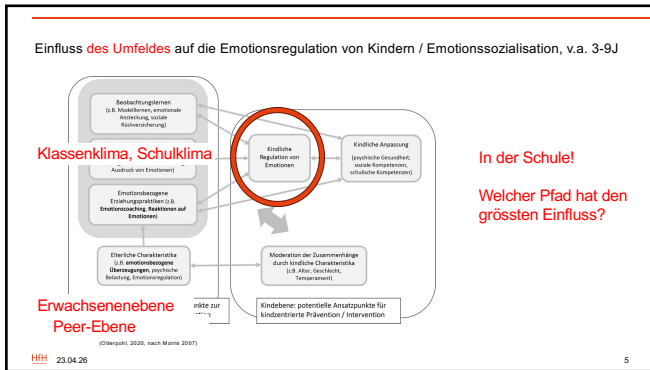 Einfluss des Umfeldes auf die Emotionsregulation von Kindern / Emotionssozialisation, v.a. 3-9J
Beobachtungslernen
(z.B. Modelllernen, emotionale
Ansteckung, soziale
Rückversicherung)
Klassenklima, Schulklima
Ausdruck von Emotionen)
Emotionsbezogene
Erziehungspraktiken (z.B.
Emotionscoaching, Reaktionen auf
Emotionen)
Elterliche Charakteristika
(z.B. emotionsbezogene
Überzeugungen, psychische
Belastung, Emotionsregulation)
Erwachsenenebene
Peer-Ebene
Kindliche
Regulation von
Emotionen
Kindliche Anpassung
(psychische Gesundheit,
soziale Kompetenzen,
schulische Kompetenzen)
Moderation der Zusammenhänge
durch kindliche Charakteristika
(z.B. Alter, Geschlecht,
Temperament)
Kindebene: potentielle Ansatzpunkte für
kindzentrierte Prävention / Intervention
In der Schule!
Welcher Pfad hat den
grössten Einfluss?
(Otterpohl, 2020, nach Morris 2007)
HfH 23.04.26
5